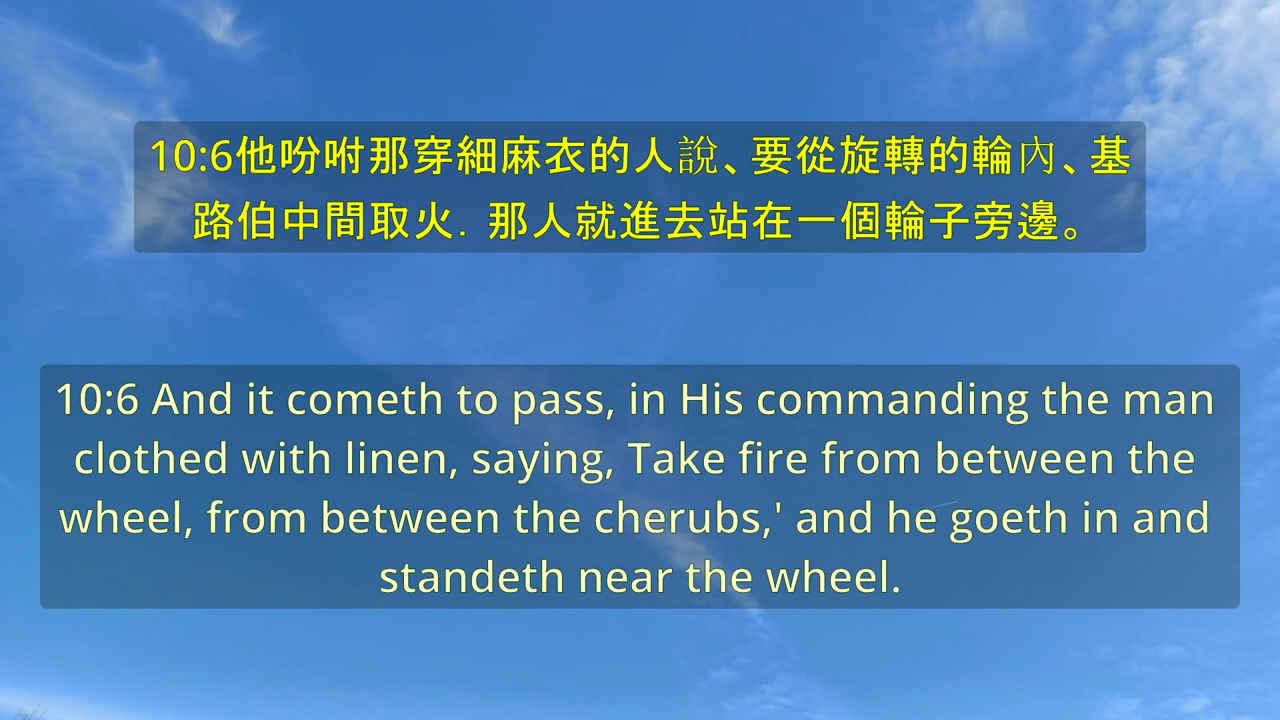 10:6他吩咐那穿細麻衣的人說、要從旋轉的輪內、基
路伯中間取火. 那人就進去站在一個輪子旁邊。
10:6 And it cometh to pass, in His commanding the man
clothed with linen, saying, Take fire from between the
wheel, from between the cherubs,' and he goeth in and
standeth near the wheel.